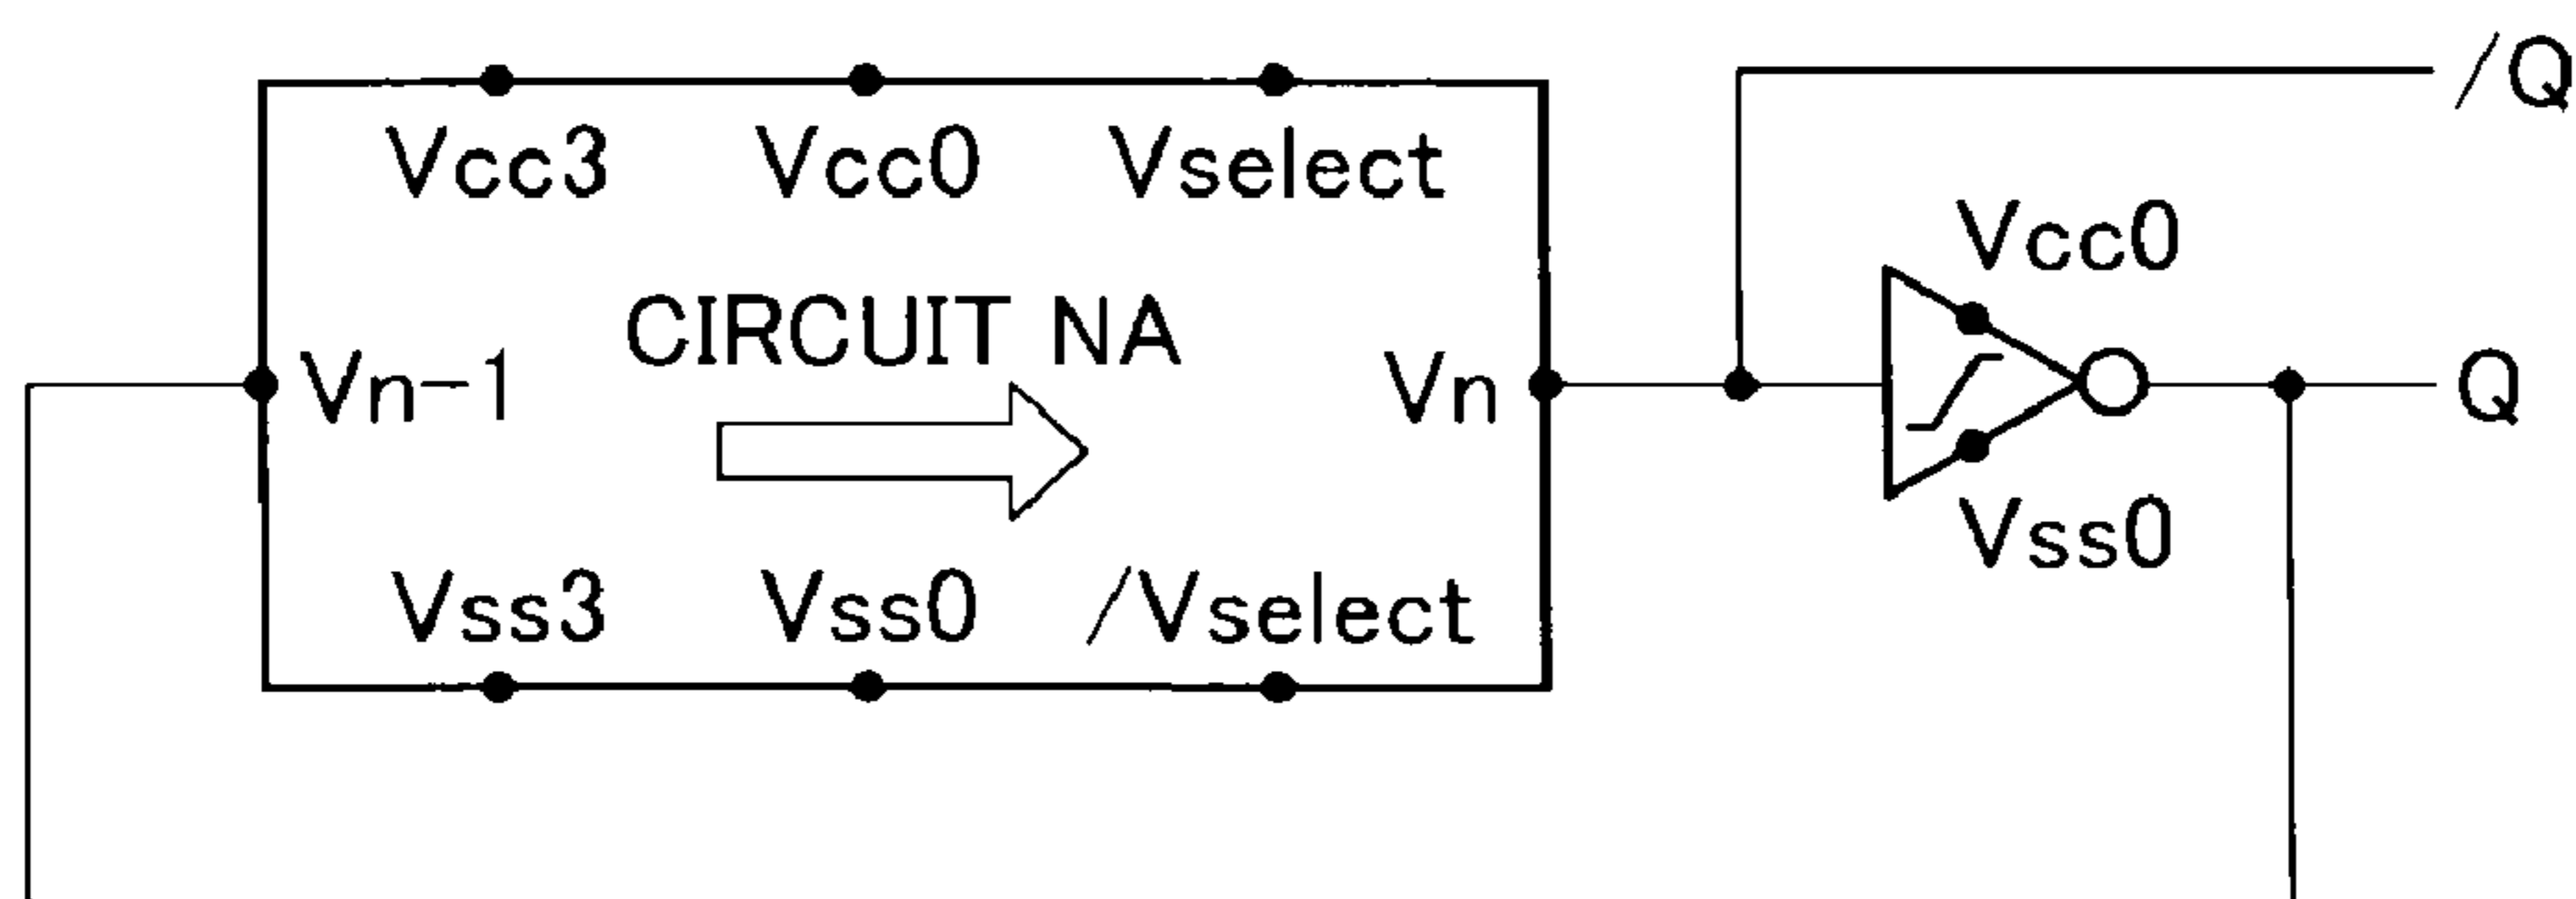 /Q
Vcc3 Vcc0 Vselect
Vcc0
CIRCUIT NA
Vn-1 Vn Q
Vss0
Vss3 Vss0 /Vselect